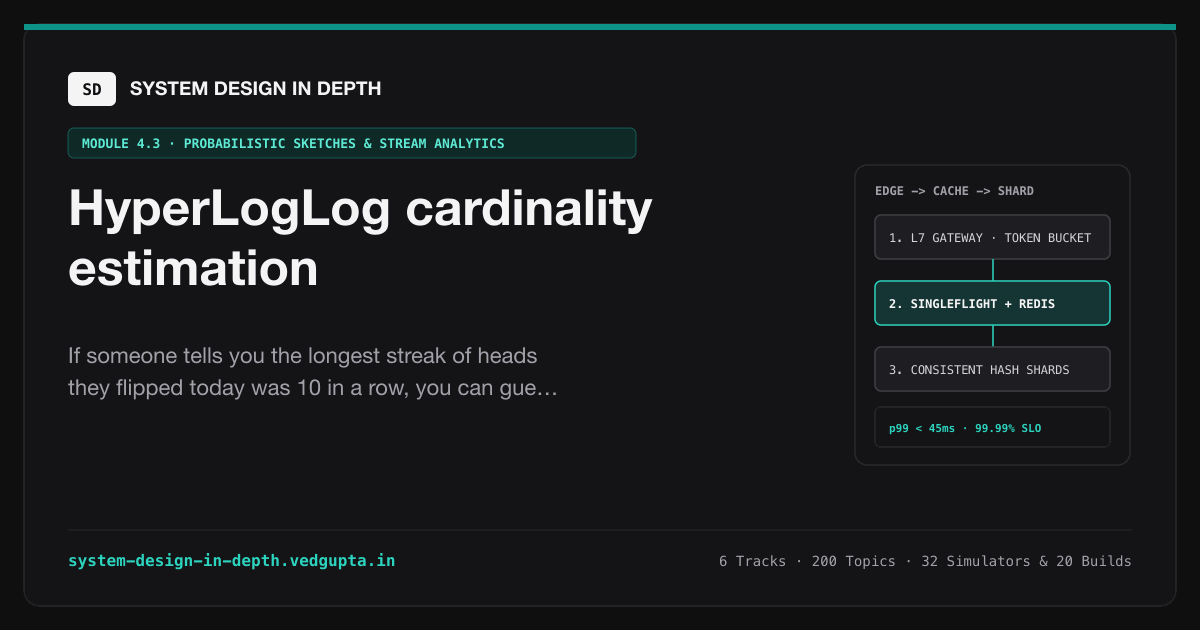 SD SYSTEM DESIGN IN DEPTH
MODULE 4.3 · PROBABILISTIC SKETCHES & STREAM ANALYTICS
HyperLogLog cardinality
estimation
If someone tells you the longest streak of heads
they flipped today was 10 in a row, you can gue…
EDGE —> CACHE —> SHARD
1. L7 GATEWAY · TOKEN BUCKET
2. SINGLEFLIGHT + REDIS
3. CONSISTENT HASH SHARDS
p99 < 45ms · 99.99% SLO
system-design-in-depth.vedgupta.in
6 Tracks · 200 Topics · 32 Simulators & 20 Builds